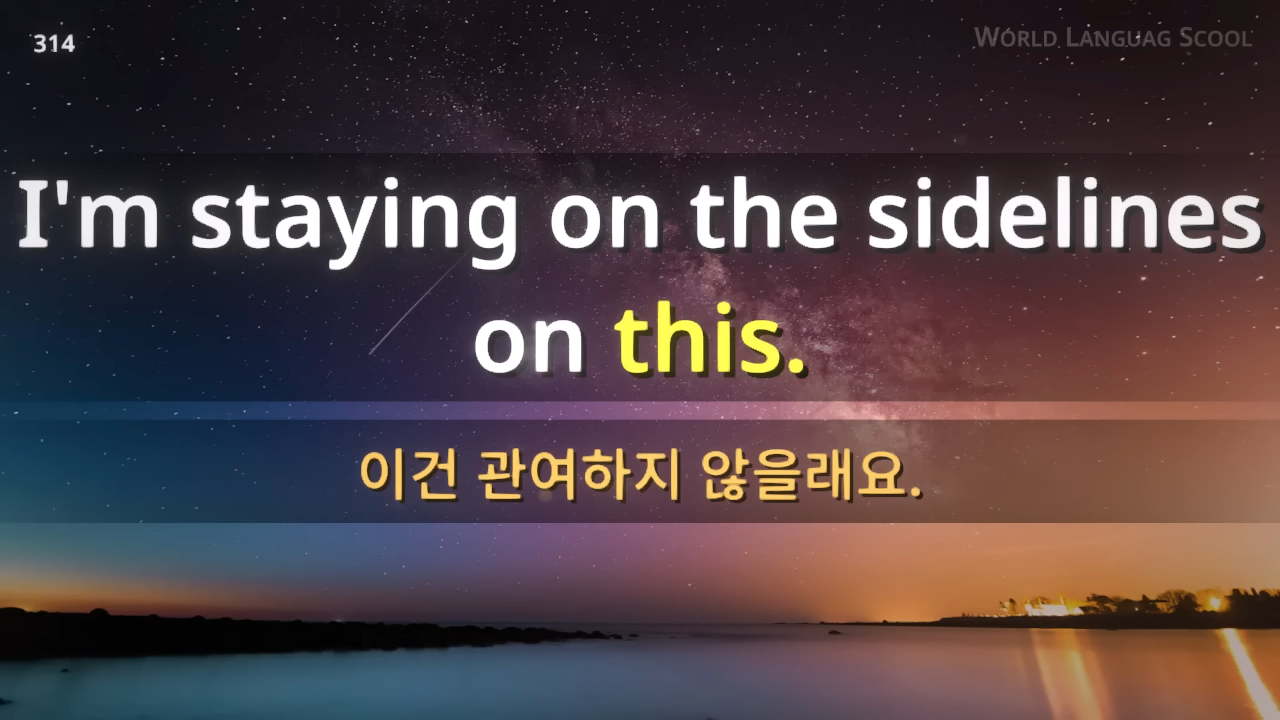 314
WORLD LANGUAG SCOOL
I'm staying on the sidelines
on this.
이건 관여하지 않을래요.